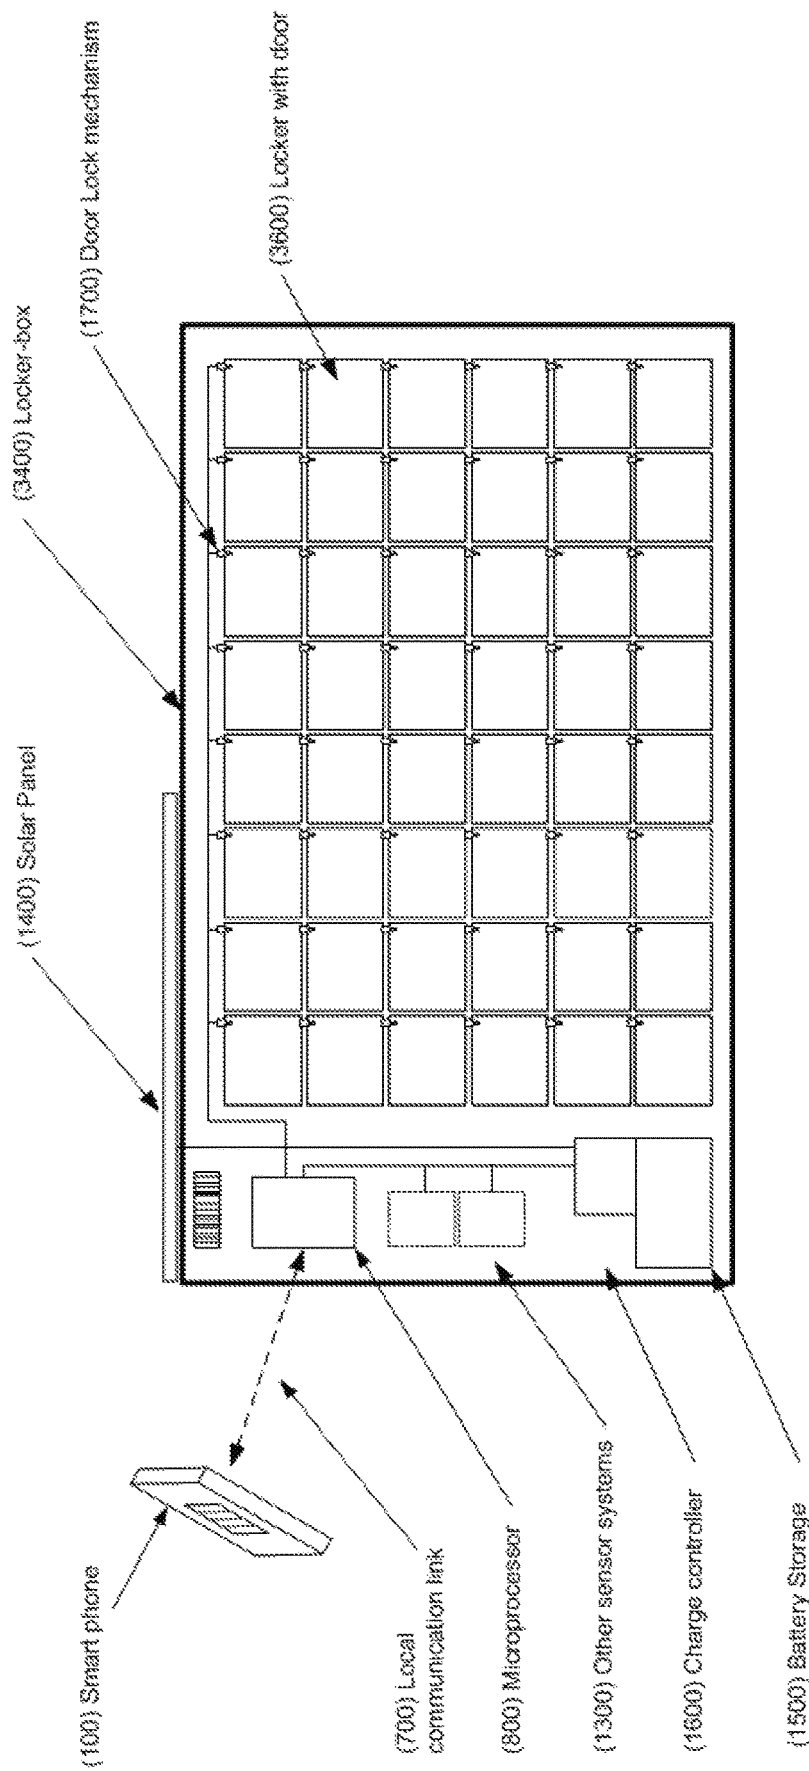 (100) Smart phone
(1400) Solar Panel
(3400) Locker-box
(1700) Door Lock mechanism
(3600) Locker with door
(700) Local
communication link
(800) Microprocessor
(1300) Other sensor systems
(1600) Charge controller
(1500) Battery Storage